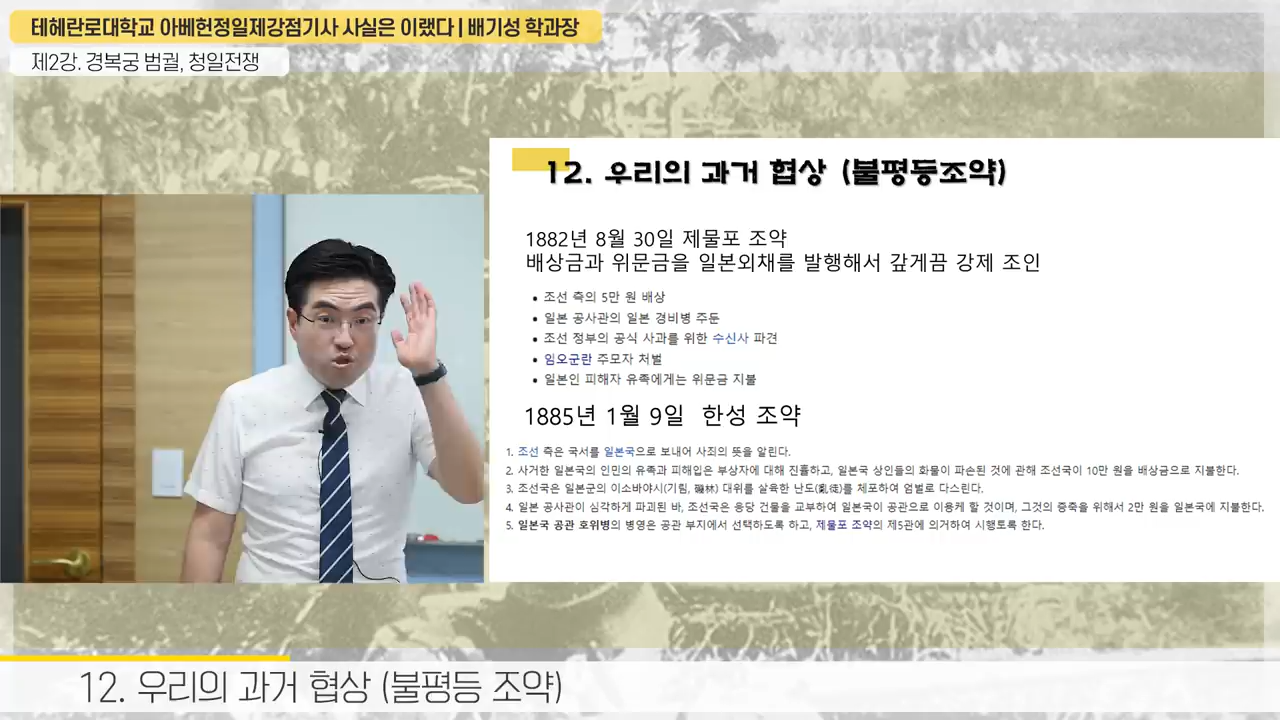 테헤란로대학교 아베헌정일제강점기사 사실은 이랬다 | 배기성 학과장
제2강. 경복궁 범궐, 청일전쟁
12. 우리의 과거 협상 (불평등조약)
1882년 8월 30일 제물포 조약
배상금과 위문금을 일본외채를 발행해서 갚게끔 강제 조인
• 조선 측의 5만 원 배상
• 일본 공사관의 일본 경비병 주둔
• 조선 정부의 공식 사과를 위한 수신사 파견
• 임오군란 주모자 처벌
• 일본인 피해자 유족에게는 위문금 지불
1885년 1월 9일 한성 조약
1. 조선 측은 국서를 일본국으로 보내어 사죄의 뜻을 알린다.
2. 사거한 일본국의 인민의 유족과 피해입은 부상자에 대해 진휼하고, 일본국 상인들의 화물이 파손된 것에 관해 조선국이 10만 원을 배상금으로 지불한다.
3. 조선국은 일본군의 이소바야시(기림, 磯林) 대위를 살육한 난도(亂徒)를 체포하여 엄벌로 다스린다.
4. 일본 공사관이 심각하게 파괴된 바, 조선국은 응당 건물을 교부하여 일본국이 공관으로 이용케 할 것이며, 그것의 증축을 위해서 2만 원을 일본국에 지불한다.
5. 일본국 공관 호위병의 병영은 공관 부지에서 선택하도록 하고, 제물포 조약의 제5관에 의거하여 시행토록 한다.
12. 우리의 과거 협상 (불평등 조약)